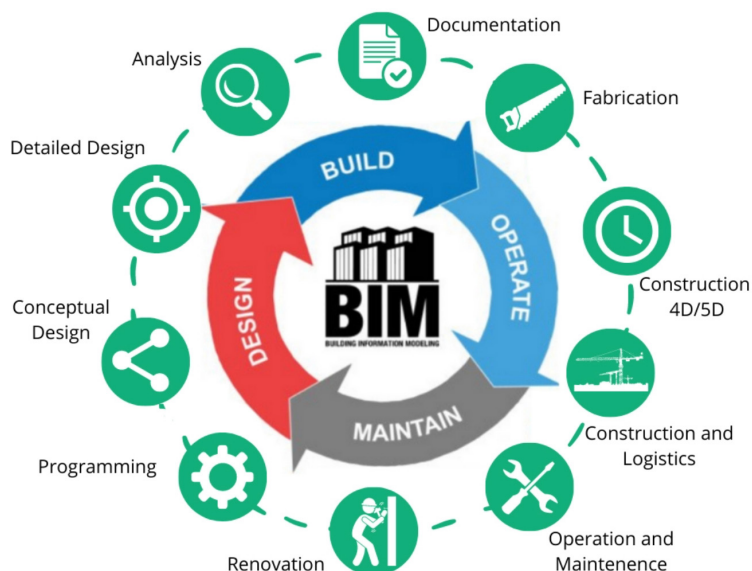 Documentation
Analysis
Fabrication
Detailed Design
BUILD
OPERATE
Construction
4D/5D
DESIGN
BIM
BUILDING INFORMATION MODELING
Conceptual
Design
MAINTAIN
Construction and
Logistics
Programming
Operation and
Maintenence
Renovation